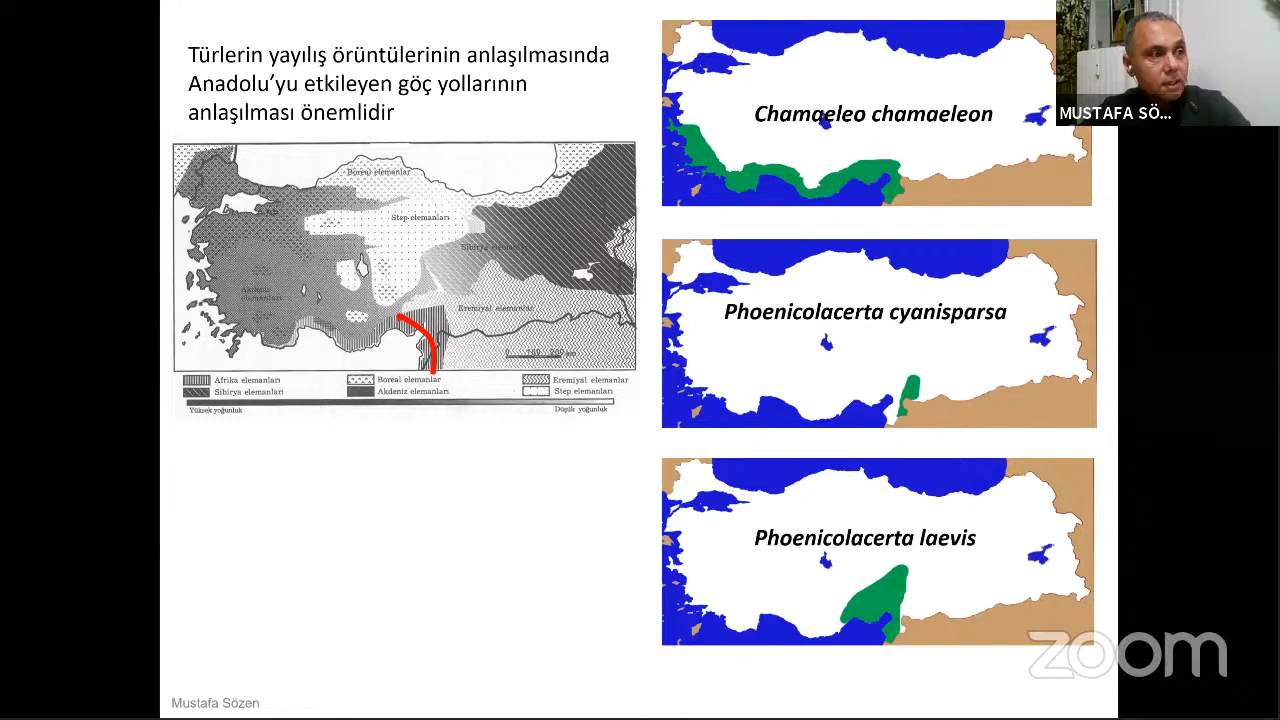 Türlerin yayılış örüntülerinin anlaşılmasında
Anadolu'yu etkileyen göç yollarının
anlaşılması önemlidir
Boreal elemanlar
Step elemanları
Sibirya elemanları
Akdeniz
elemanları
Eremiyal elemanlar
Afrika elemanları
Boreal elemanlar
Eremiyal elemanları
Sibirya elemanları
Akdeniz elemanları
Step elemanları
Yüksek yoğunluk
Düşük yoğunluk
Chamaeleo chamaeleon
Phoenicolacerta cyanisparsa
Phoenicolacerta laevis
MUSTAFA SÖ...
zoom
Mustafa Sözen